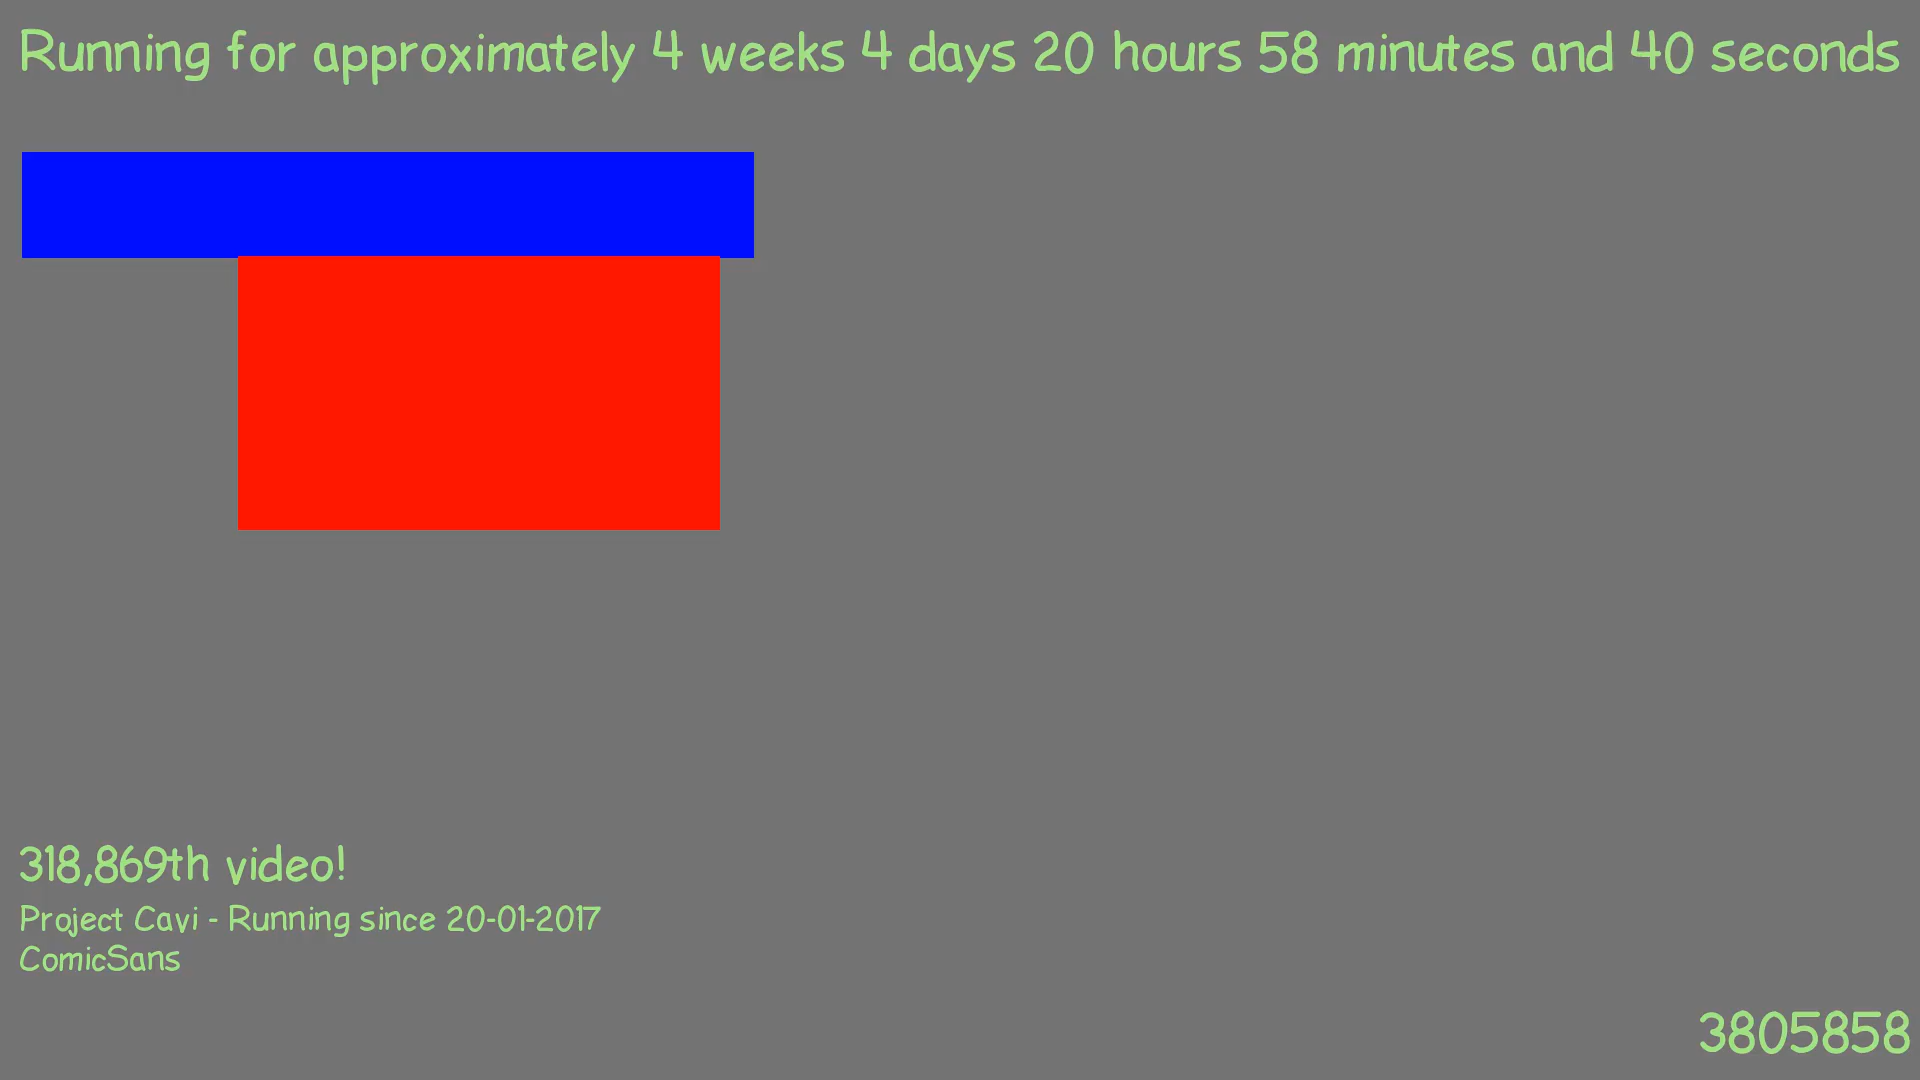 Running for approximately 4 weeks 4 days 20 hours 58 minutes and 40 seconds
318,869th video!
Project Cavi - Running since 20-01-2017
ComicSans
3805858